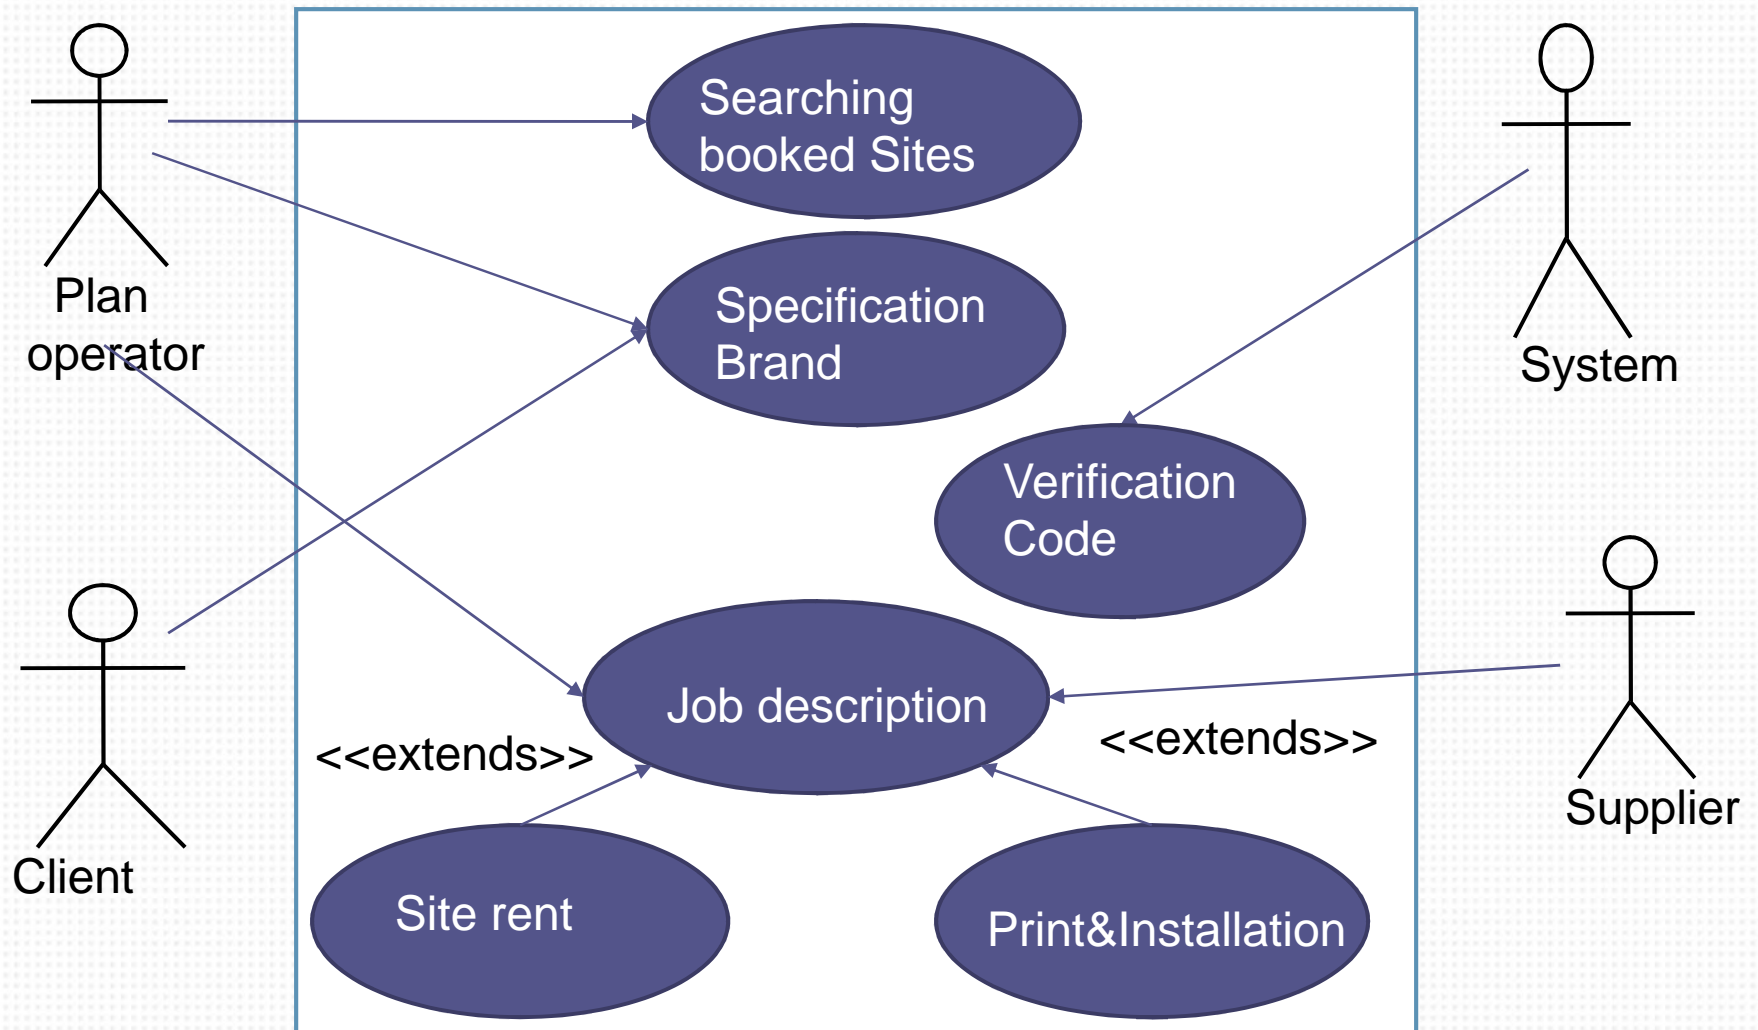 Searching
booked Sites
Plan
operator
Specification
Brand
System
Verification
Code
Job description
<<extends>>
<<extends>>
Supplier
Client
Site rent
Print&Installation